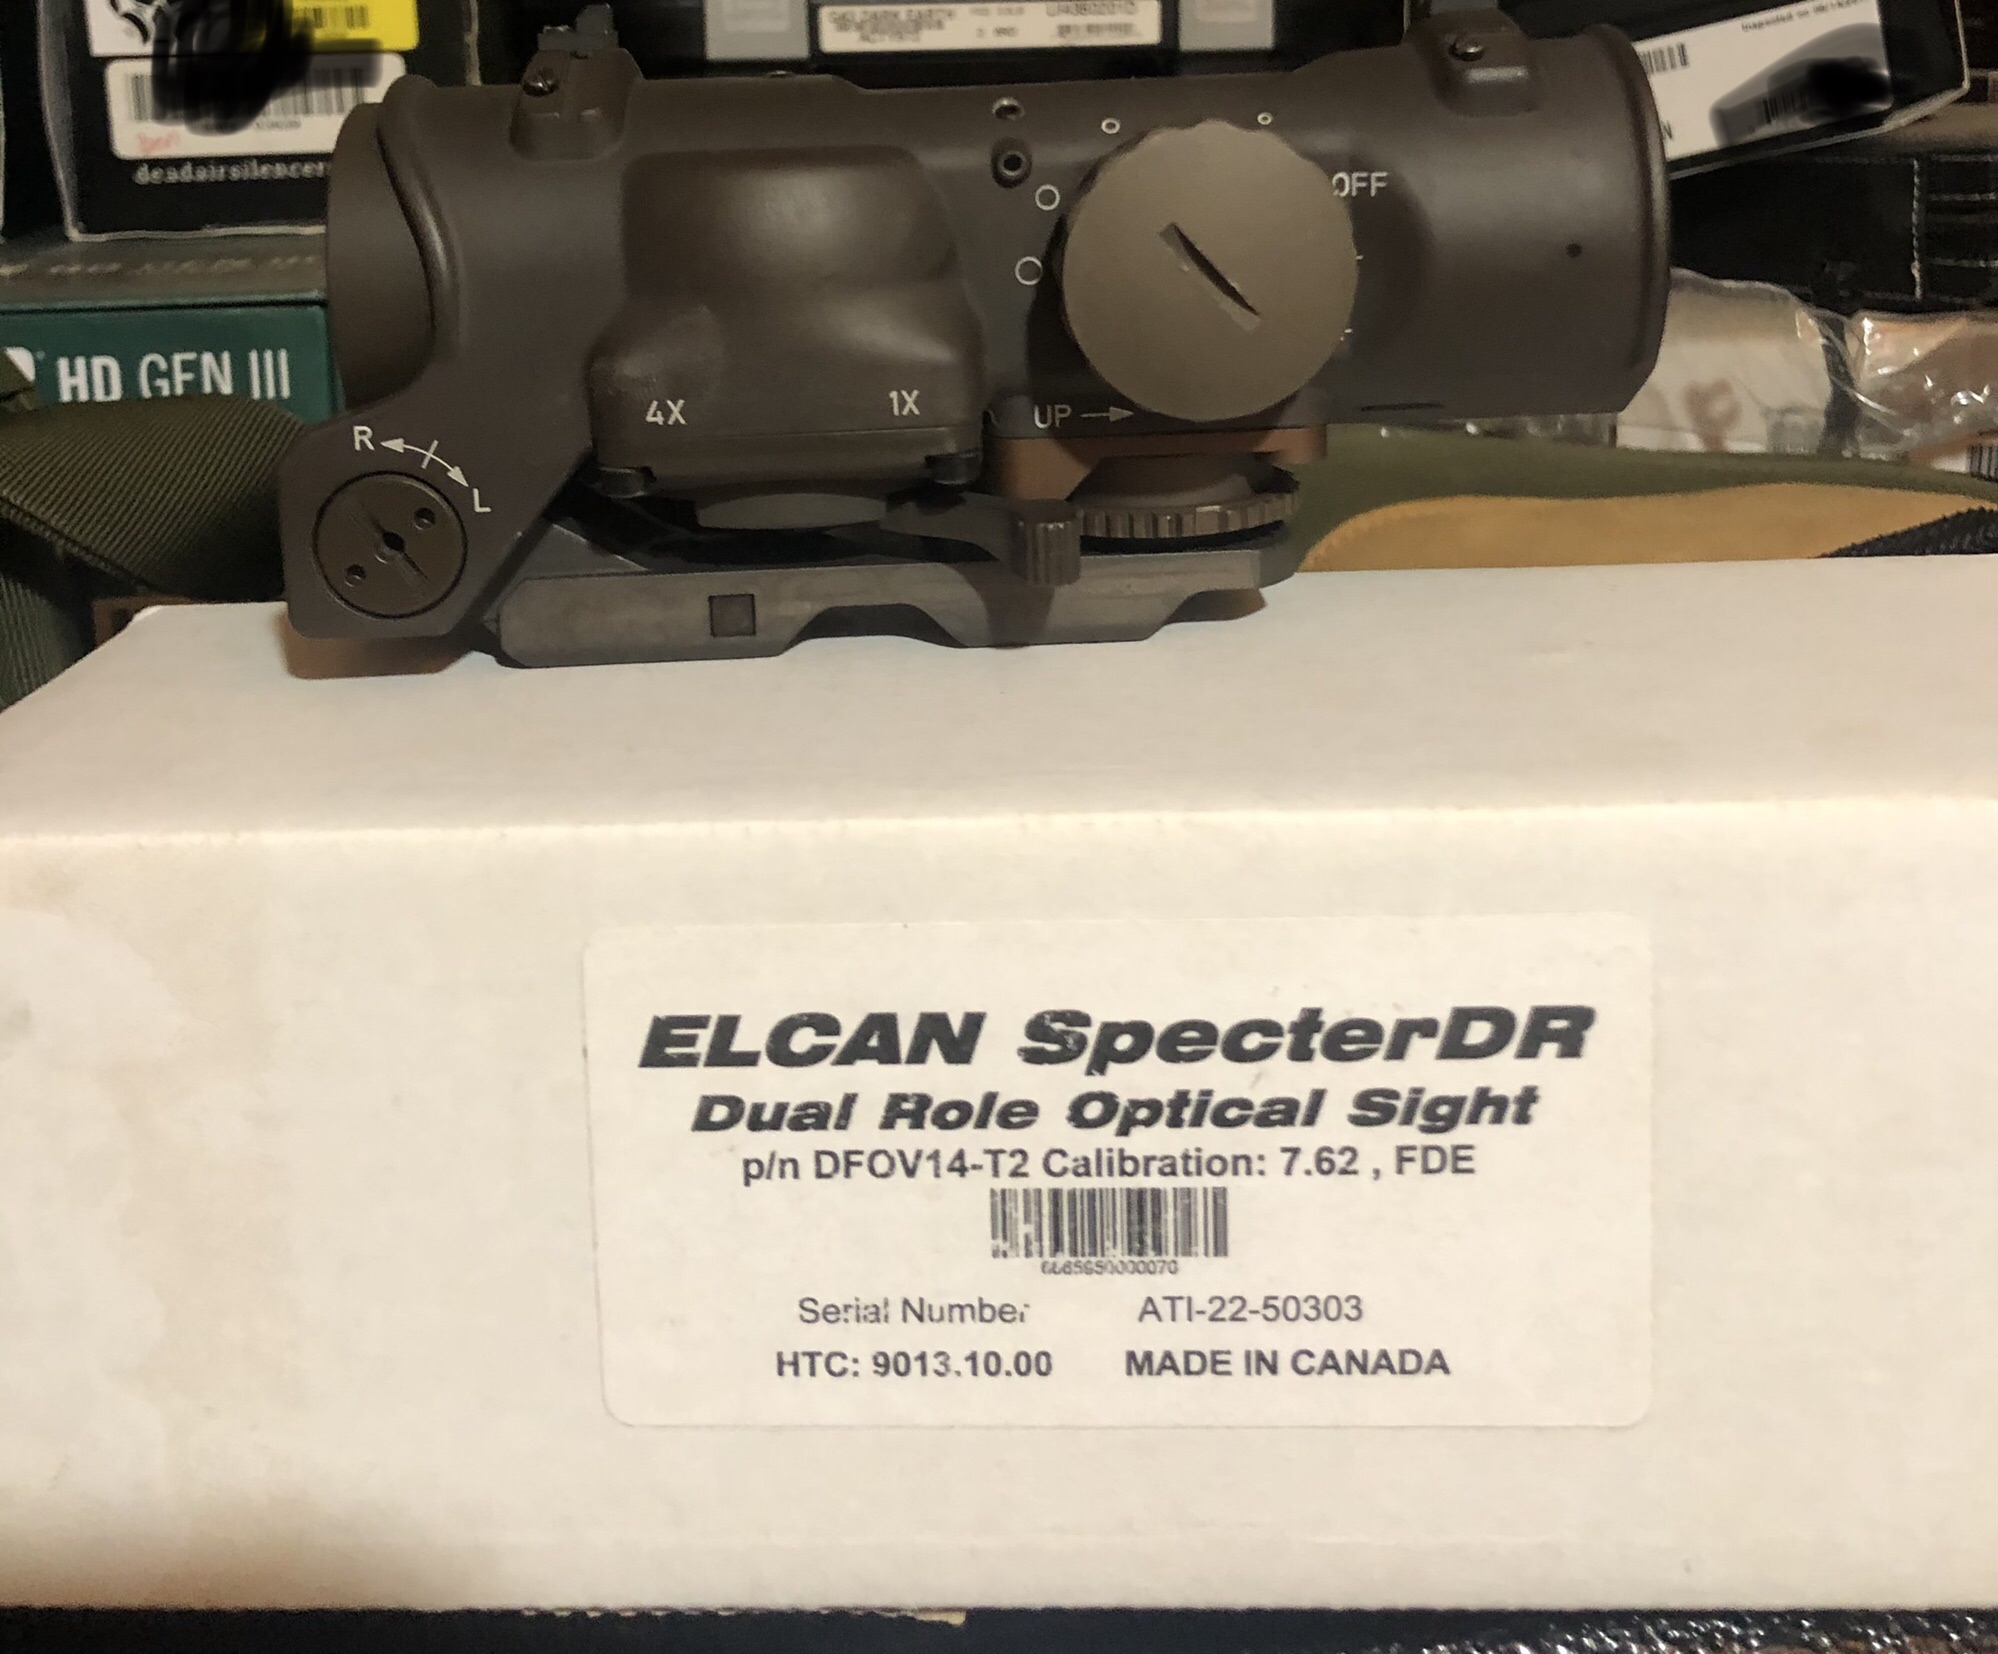 deadairsilencer
HD GEN III
OFF
4X
1X
UP
R
L
ELCAN SpecterDR
Dual Role Optical Sight
p/n DFOV14-T2 Calibration: 7.62 , FDE
Serial Number ATI-22-50303
HTC: 9013.10.00 MADE IN CANADA